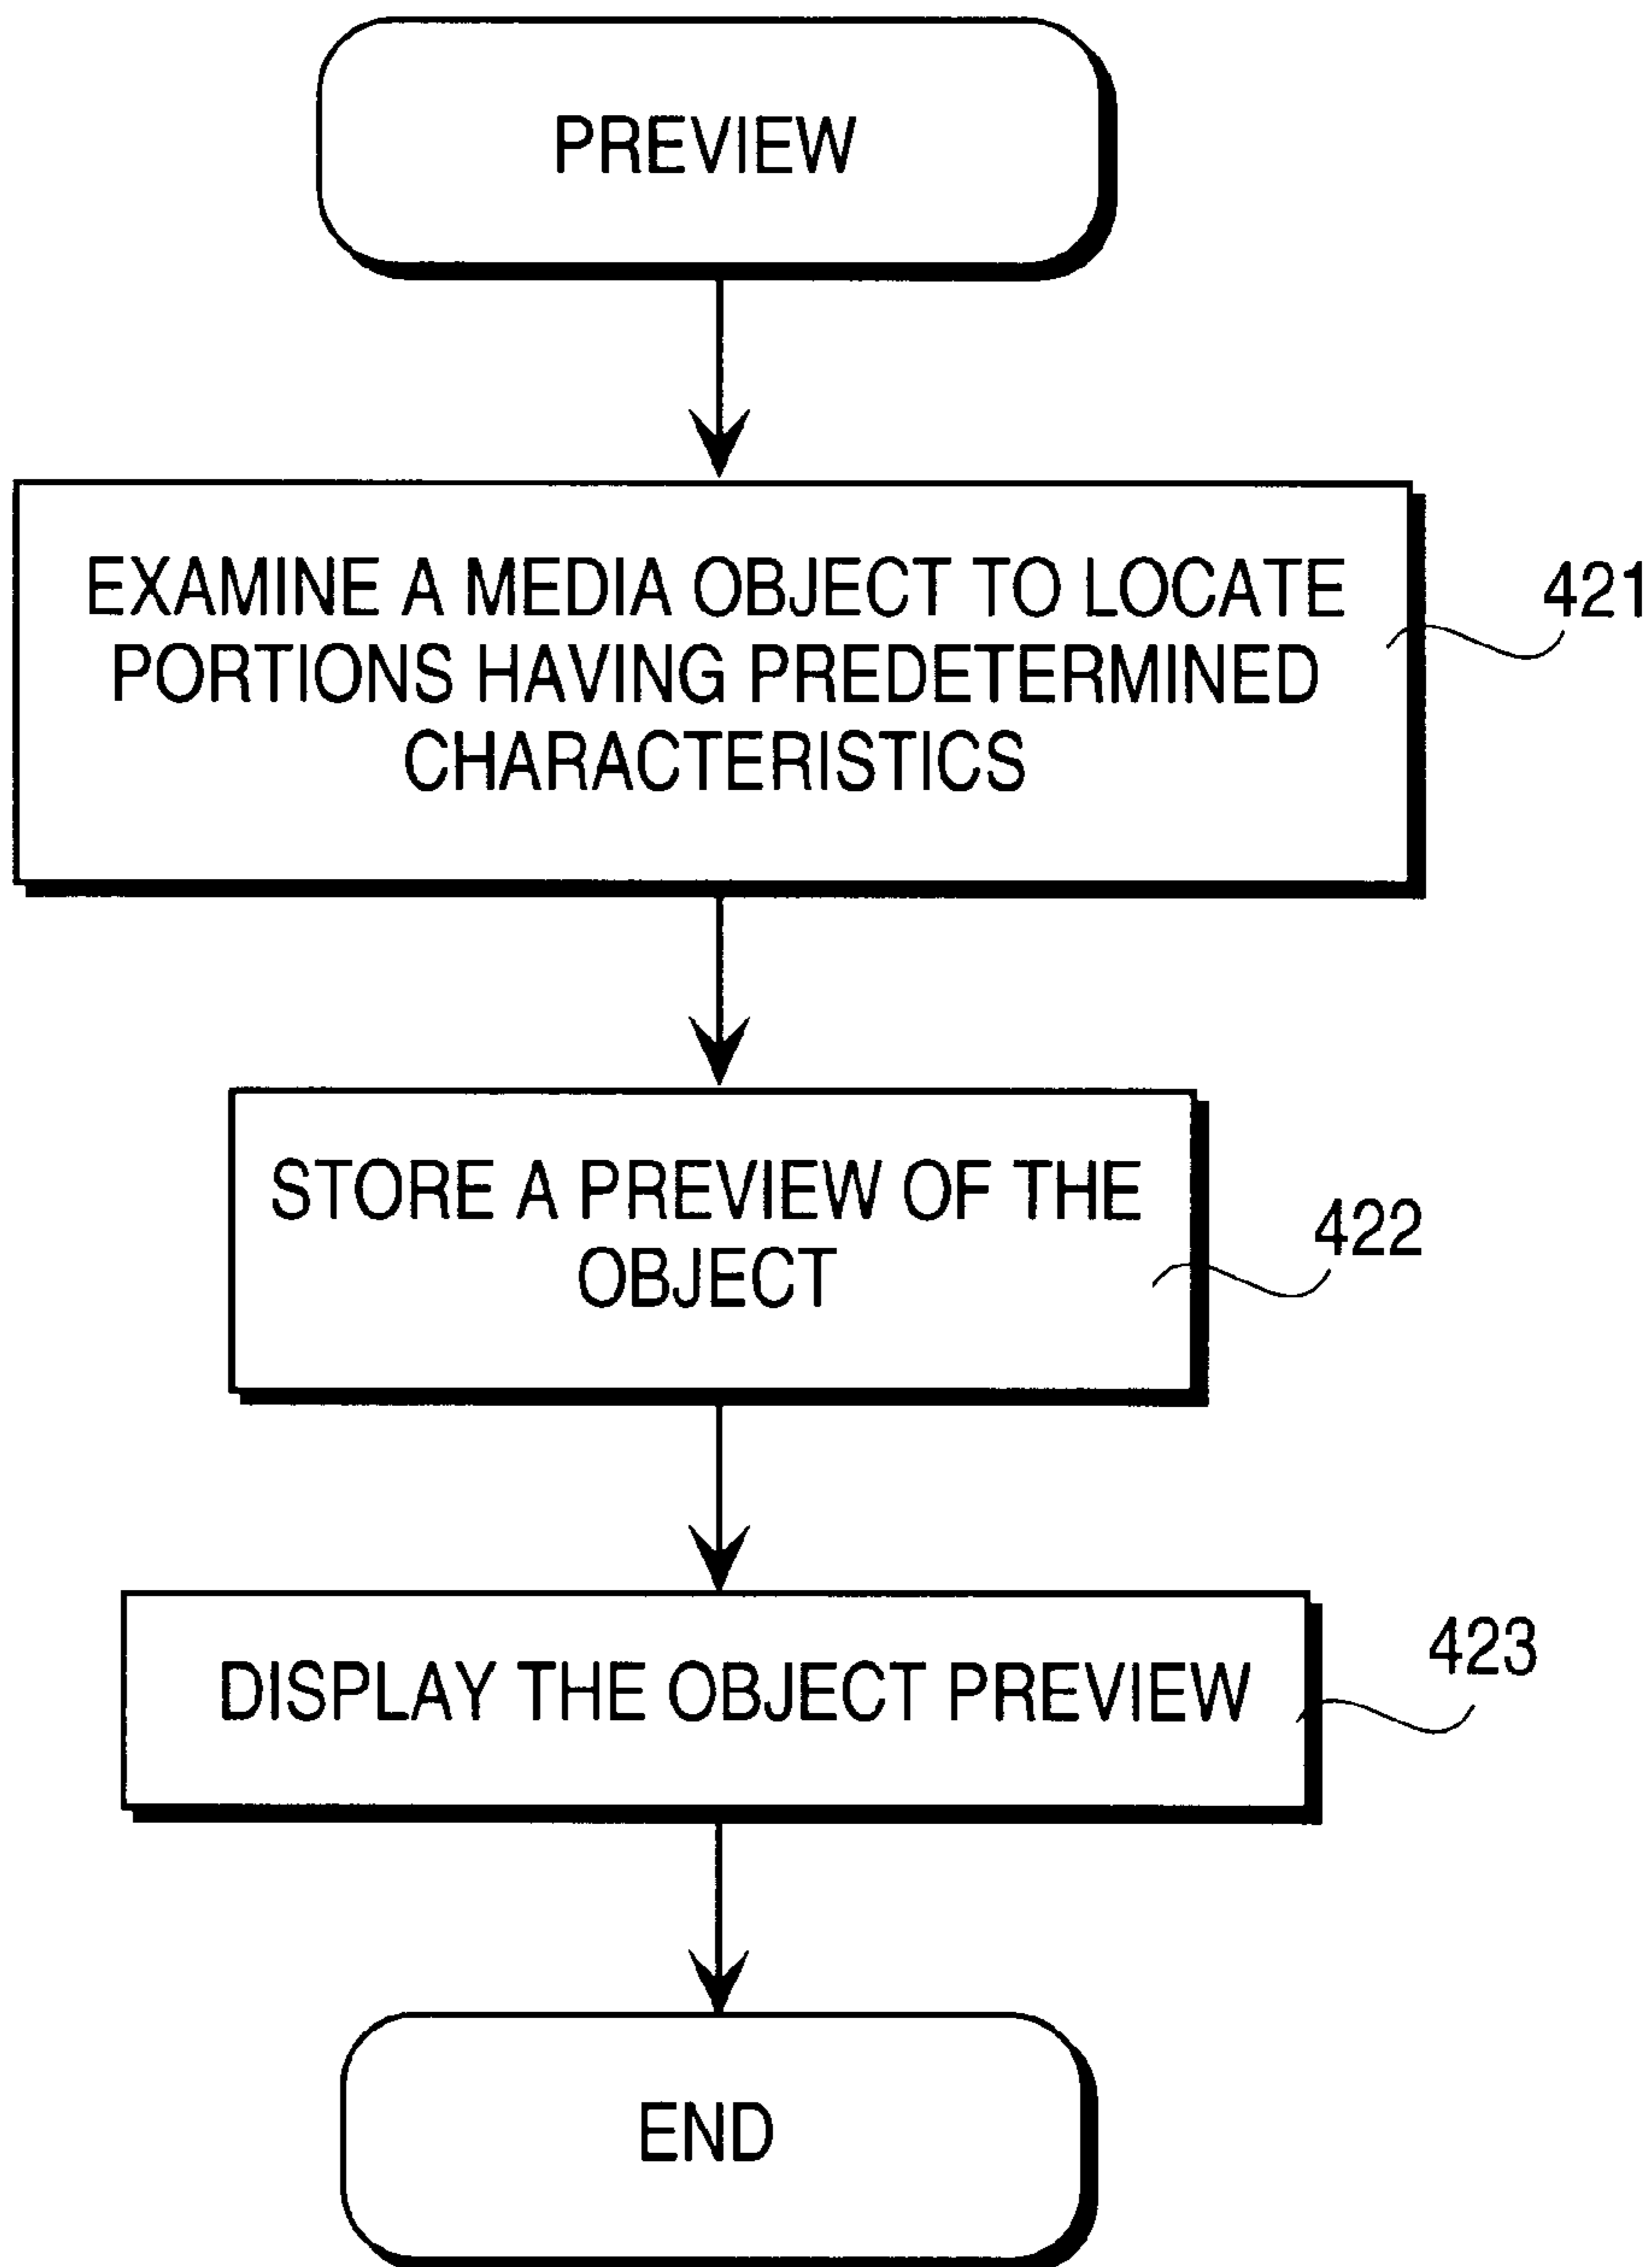 PREVIEW
EXAMINE A MEDIA OBJECT TO LOCATE
PORTIONS HAVING PREDETERMINED
CHARACTERISTICS
421
STORE A PREVIEW OF THE
OBJECT
422
DISPLAY THE OBJECT PREVIEW
423
END